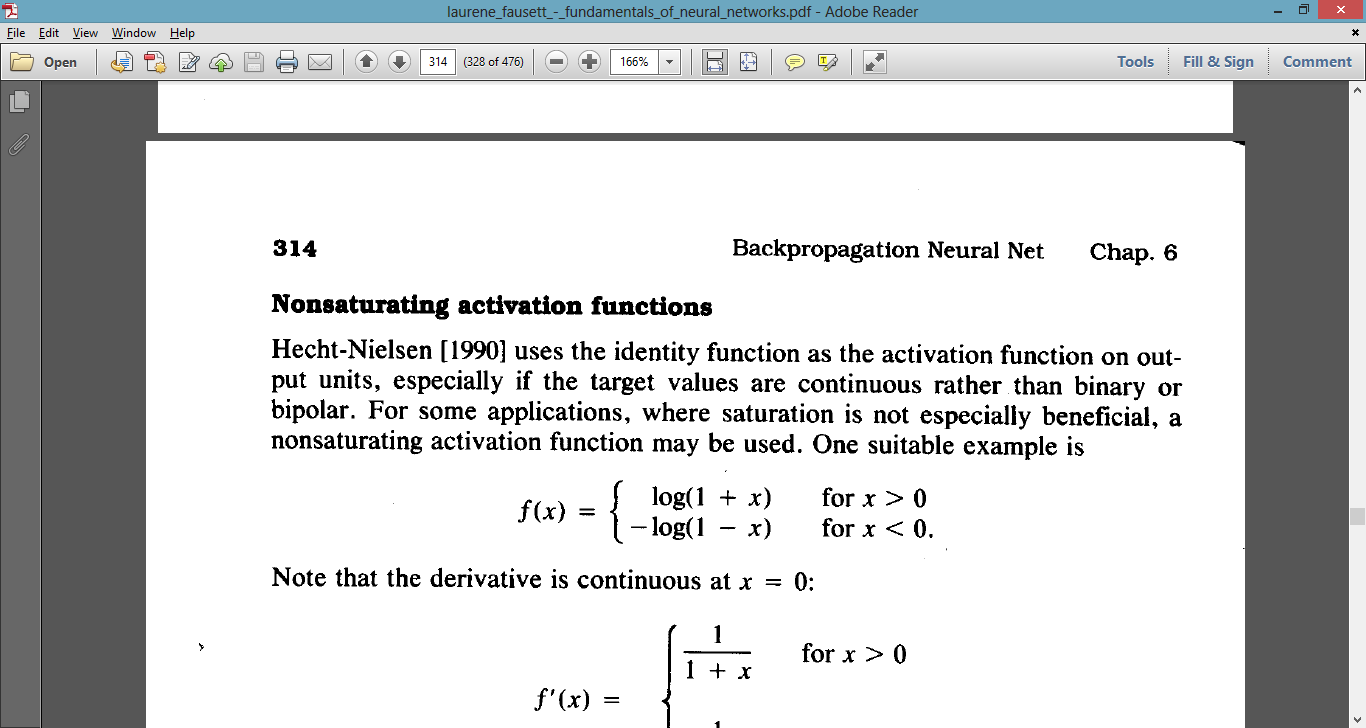 laurene_fausett_-_fundamentals_of_neural_networks.pdf - Adobe Reader
File Edit View Window Help
Open 314 (328 of 476) 166% Tools Fill & Sign Comment
314 Backpropagation Neural Net Chap. 6
Nonsaturating activation functions
Hecht-Nielsen [1990] uses the identity function as the activation function on out-
put units, especially if the target values are continuous rather than binary or
bipolar. For some applications, where saturation is not especially beneficial, a
nonsaturating activation function may be used. One suitable example is
log(1 + x) for x > 0
f(x) = {
−log(1 − x) for x < 0.
Note that the derivative is continuous at x = 0:
1
for x > 0
1 + x
f'(x) =